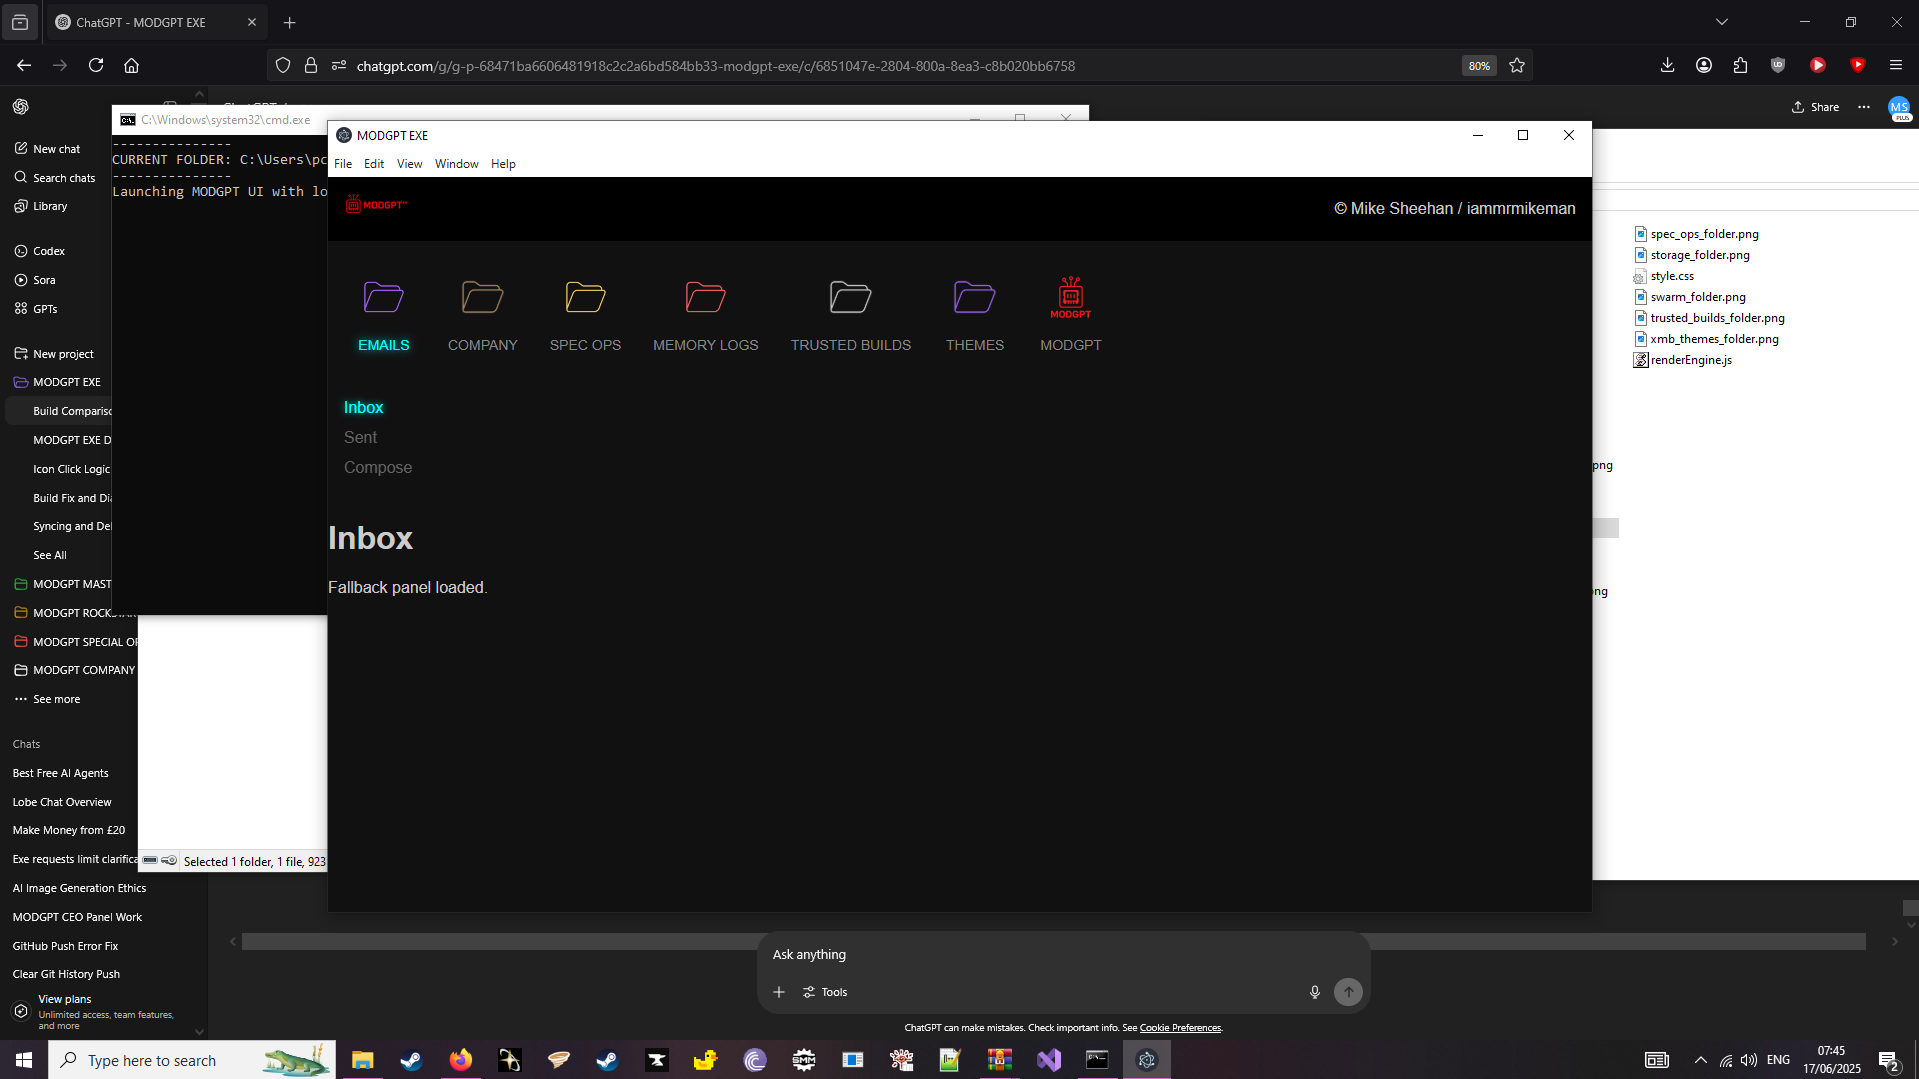 ChatGPT - MODGPT EXE
chatgpt.com/g/g-p-68471ba6606481918c2c2a6bd584bb33-modgpt-exe/c/6851047e-2804-800a-8ea3-c8b020bb6758
80%
Share
MS
PLUS
New chat
Search chats
Library
Codex
Sora
GPTs
New project
MODGPT EXE
Build Compariso
MODGPT EXE D
Icon Click Logic
Build Fix and Dia
Syncing and Del
See All
MODGPT MAST
MODGPT ROCKSTAR
MODGPT SPECIAL OP
MODGPT COMPANY
See more
Chats
Best Free AI Agents
Lobe Chat Overview
Make Money from £20
Exe requests limit clarifica
AI Image Generation Ethics
MODGPT CEO Panel Work
GitHub Push Error Fix
Clear Git History Push
View plans
Unlimited access, team features,
and more
C:\Windows\system32\cmd.exe
---------------
CURRENT FOLDER: C:\Users\pc
---------------
Launching MODGPT UI with lo
Selected 1 folder, 1 file, 923
MODGPT EXE
File Edit View Window Help
MODGPT™
© Mike Sheehan / iammrmikeman
MODGPT
EMAILS COMPANY SPEC OPS MEMORY LOGS TRUSTED BUILDS THEMES MODGPT
Inbox
Sent
Compose
Inbox
Fallback panel loaded.
spec_ops_folder.png
storage_folder.png
style.css
swarm_folder.png
trusted_builds_folder.png
xmb_themes_folder.png
renderEngine.js
png
ng
Ask anything
Tools
ChatGPT can make mistakes. Check important info. See Cookie Preferences.
Type here to search
SMM
ENG
07:45
17/06/2025
2